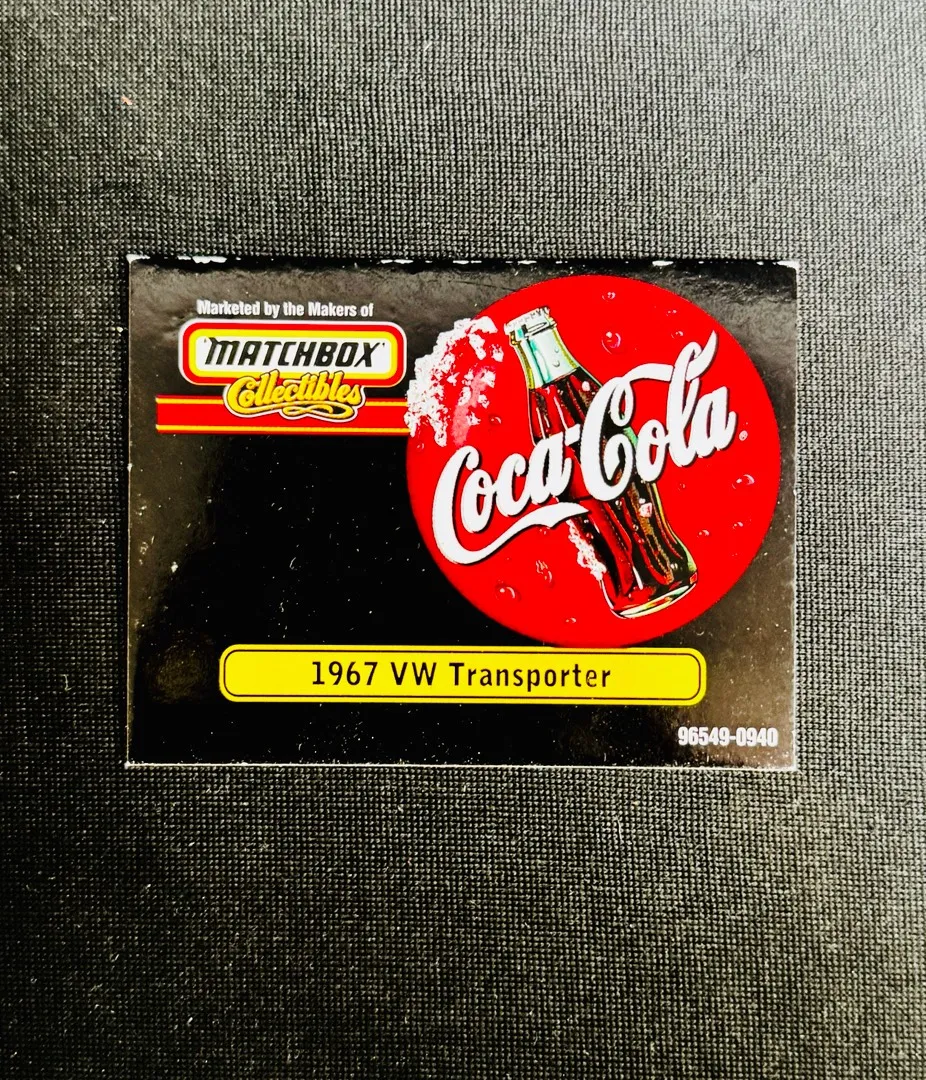 Marketed by the Makers of
"MATCHBOX"
Collectibles
Coca-Cola
1967 VW Transporter
96549-0940